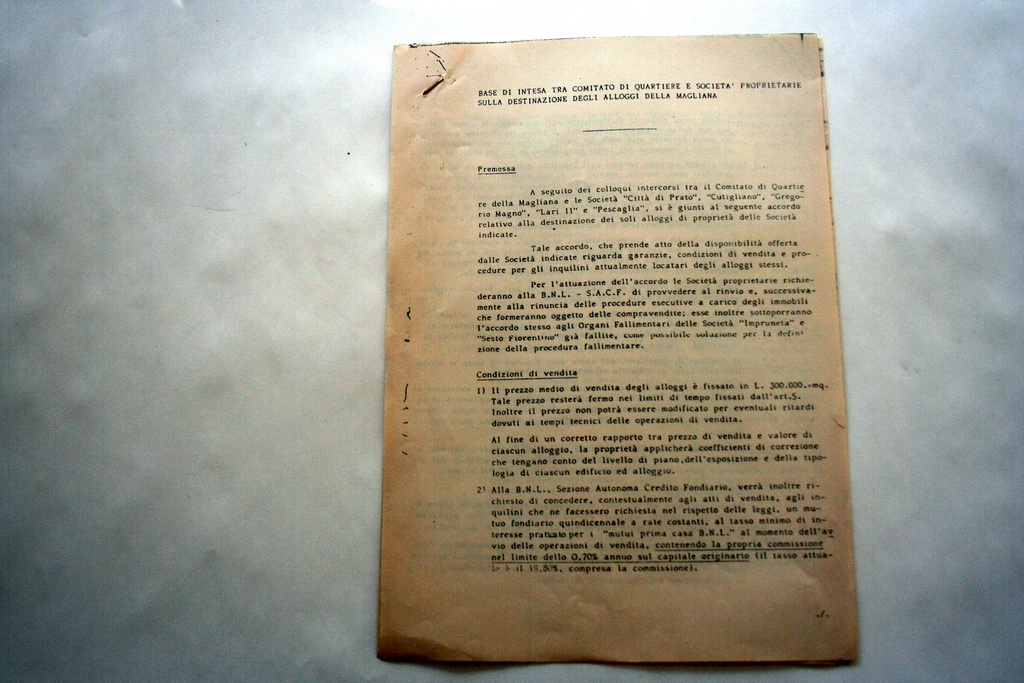 BASE DI INTESA TRA COMITATO DI QUARTIERE E SOCIETA' PROPRIETARIE
SULLA DESTINAZIONE DEGLI ALLOGGI DELLA MAGLIANA
Premessa
A seguito dei colloqui intercorsi tra il Comitato di Quartie
re della Magliana e le Società "Città di Prato", "Cutigliano", "Grego-
rio Magno", "Lari II" e "Pescaglia", si è giunti al seguente accordo
relativo alla destinazione dei soli alloggi di proprietà delle Società
indicate.
Tale accordo, che prende atto della disponibilità offerta
dalle Società indicate riguarda garanzie, condizioni di vendita e pro-
cedure per gli inquilini attualmente locatari degli alloggi stessi.
Per l'attuazione dell'accordo le Società proprietarie richie-
deranno alla B.N.L. - S.A.C.F. di provvedere al rinvio e, successiva-
mente alla rinuncia delle procedure esecutive a carico degli immobili
che formeranno oggetto delle compravendite; esse inoltre sottoporranno
l'accordo stesso agli Organi Fallimentari delle Società "Impruneta" e
"Sesto Fiorentino" già fallite, come possibile soluzione per la defini
zione della procedura fallimentare.
Condizioni di vendita
1) Il prezzo medio di vendita degli alloggi è fissato in L. 300.000.=mq.
Tale prezzo resterà fermo nei limiti di tempo fissati dall'art.5.
Inoltre il prezzo non potrà essere modificato per eventuali ritardi
dovuti ai tempi tecnici delle operazioni di vendita.
Al fine di un corretto rapporto tra prezzo di vendita e valore di
ciascun alloggio, la proprietà applicherà coefficienti di correzione
che tengano conto del livello di piano,dell'esposizione e della tipo-
logia di ciascun edificio ed alloggio.
2) Alla B.N.L., Sezione Autonoma Credito Fondiario, verrà inoltre ri-
chiesto di concedere, contestualmente agli atti di vendita, agli in-
quilini che ne facessero richiesta nel rispetto delle leggi, un mu-
tuo fondiario quindicennale a rate costanti, al tasso minimo di in-
teresse praticato per i "mutui prima casa B.N.L." al momento dell'av
vio delle operazioni di vendita, contenendo la propria commissione
nel limite dello 0,70% annuo sul capitale originario (il tasso attua-
le è il 19,80%, compresa la commissione).
./.